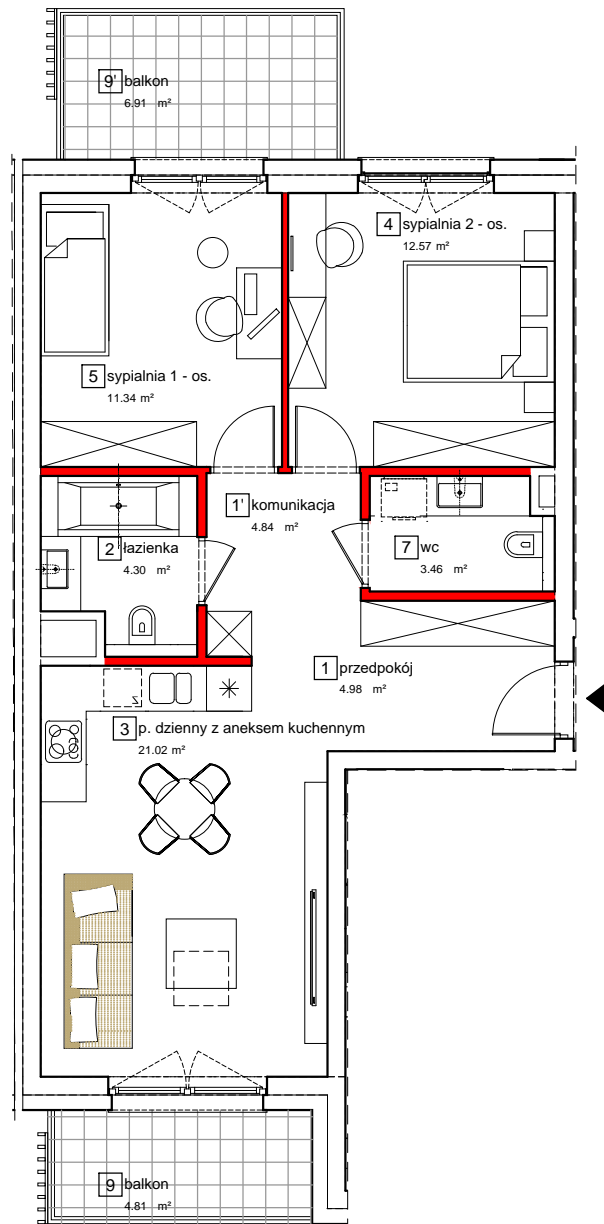 9' balkon
6.91 m²
4 sypialnia 2 - os.
12.57 m²
5 sypialnia 1 - os.
11.34 m²
1' komunikacja
4.84 m²
2 łazienka
4.30 m²
7 wc
3.46 m²
1 przedpokój
4.98 m²
3 p. dzienny z aneksem kuchennym
21.02 m²
9 balkon
4.81 m²